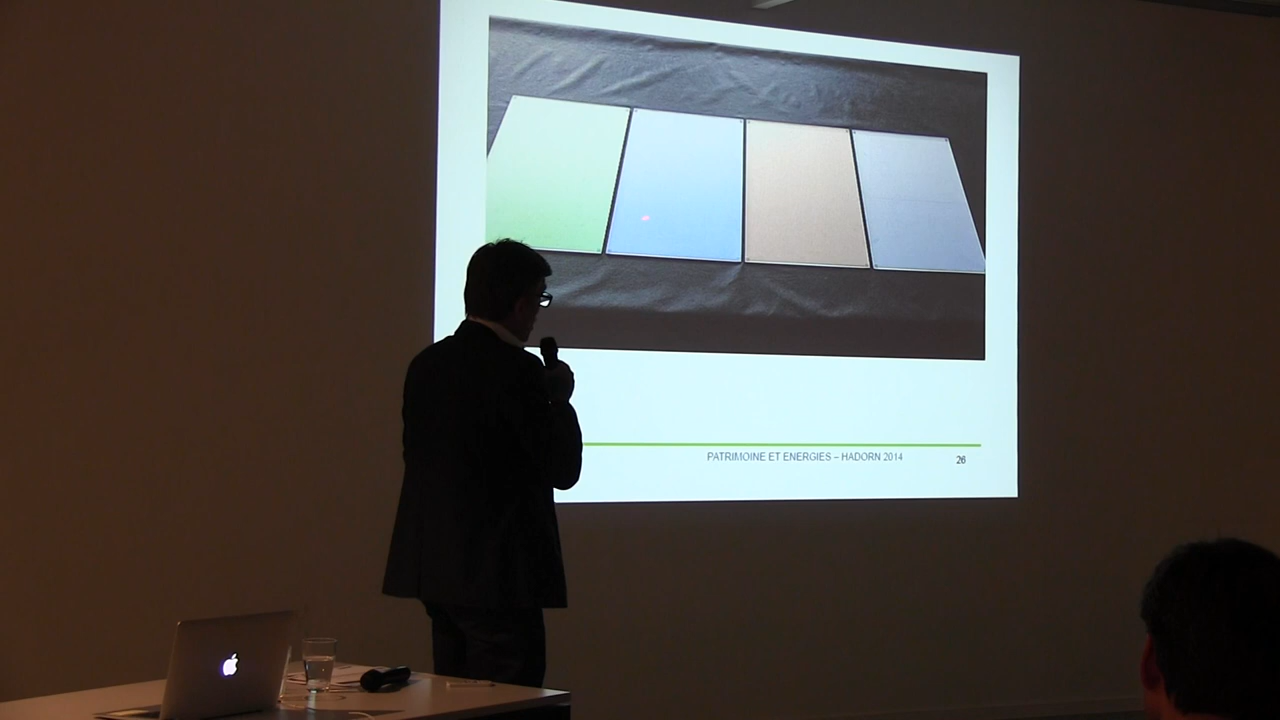 PATRIMOINE ET ENERGIES – HADORN 2014
26